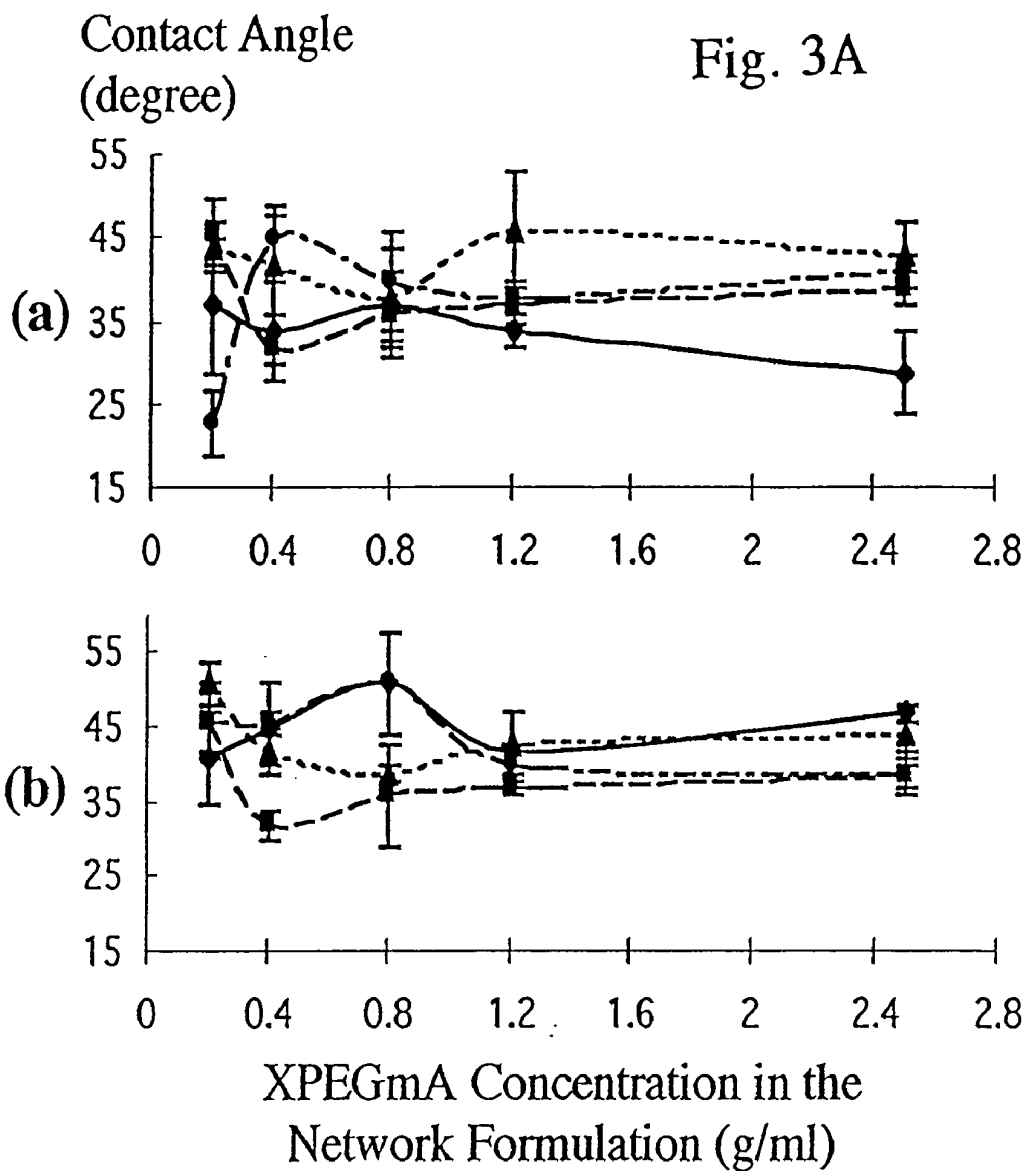 Contact Angle
(degree)
Fig. 3A
55
45
35
25
15
(a)
0 0.4 0.8 1.2 1.6 2 2.4 2.8
55
45
35
25
15
(b)
0 0.4 0.8 1.2 1.6 2 2.4 2.8
XPEGmA Concentration in the
Network Formulation (g/ml)